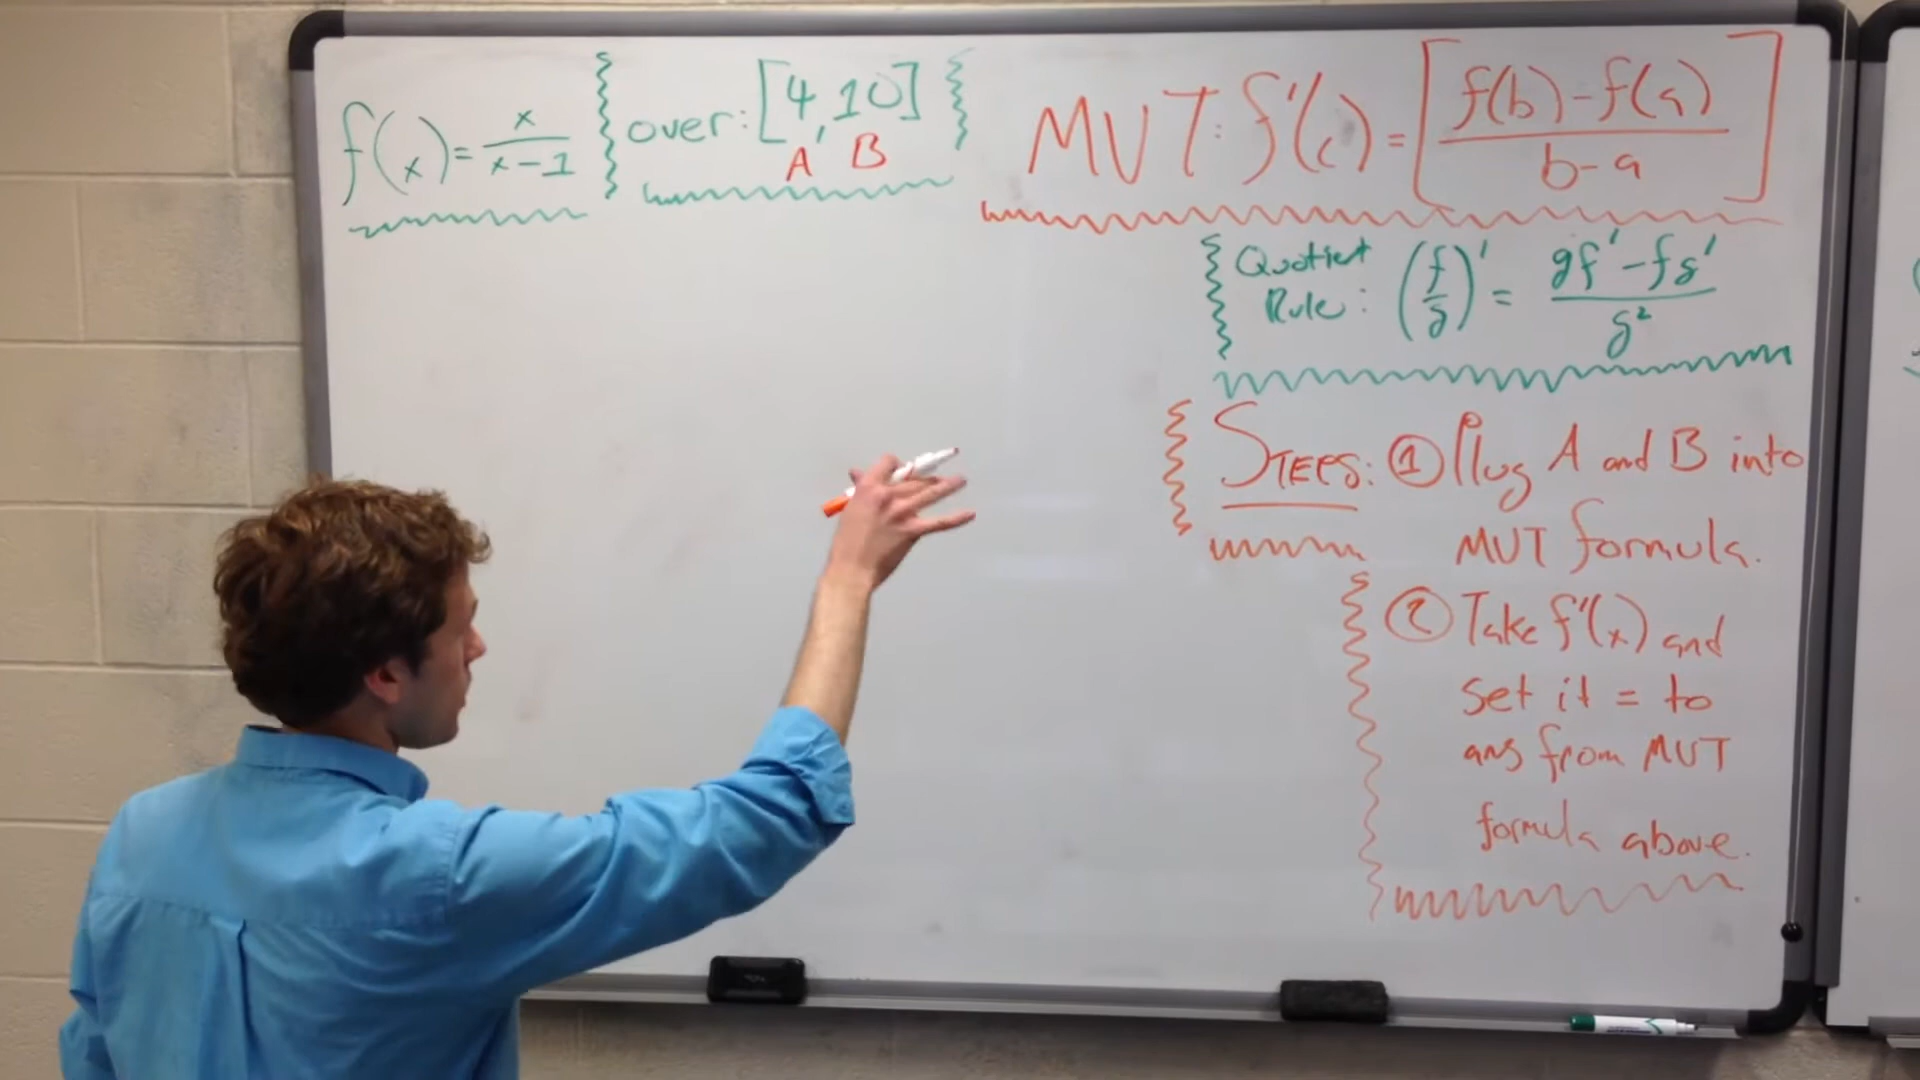 f(x) = x/(x-1)
over: [4, 10]
A B
MVT: f'(c) = [(f(b)-f(a))/(b-a)]
Quotient
Rule: (f/g)' = (gf'-fg')/g²
STEPS: ① Plug A and B into
MVT formula.
② Take f'(x) and
set it = to
ans from MVT
formula above.